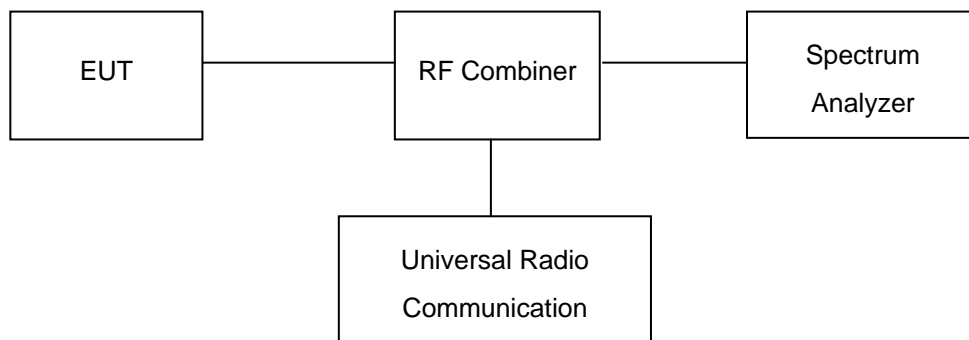 EUT
RF Combiner
Spectrum
Analyzer
Universal Radio
Communication